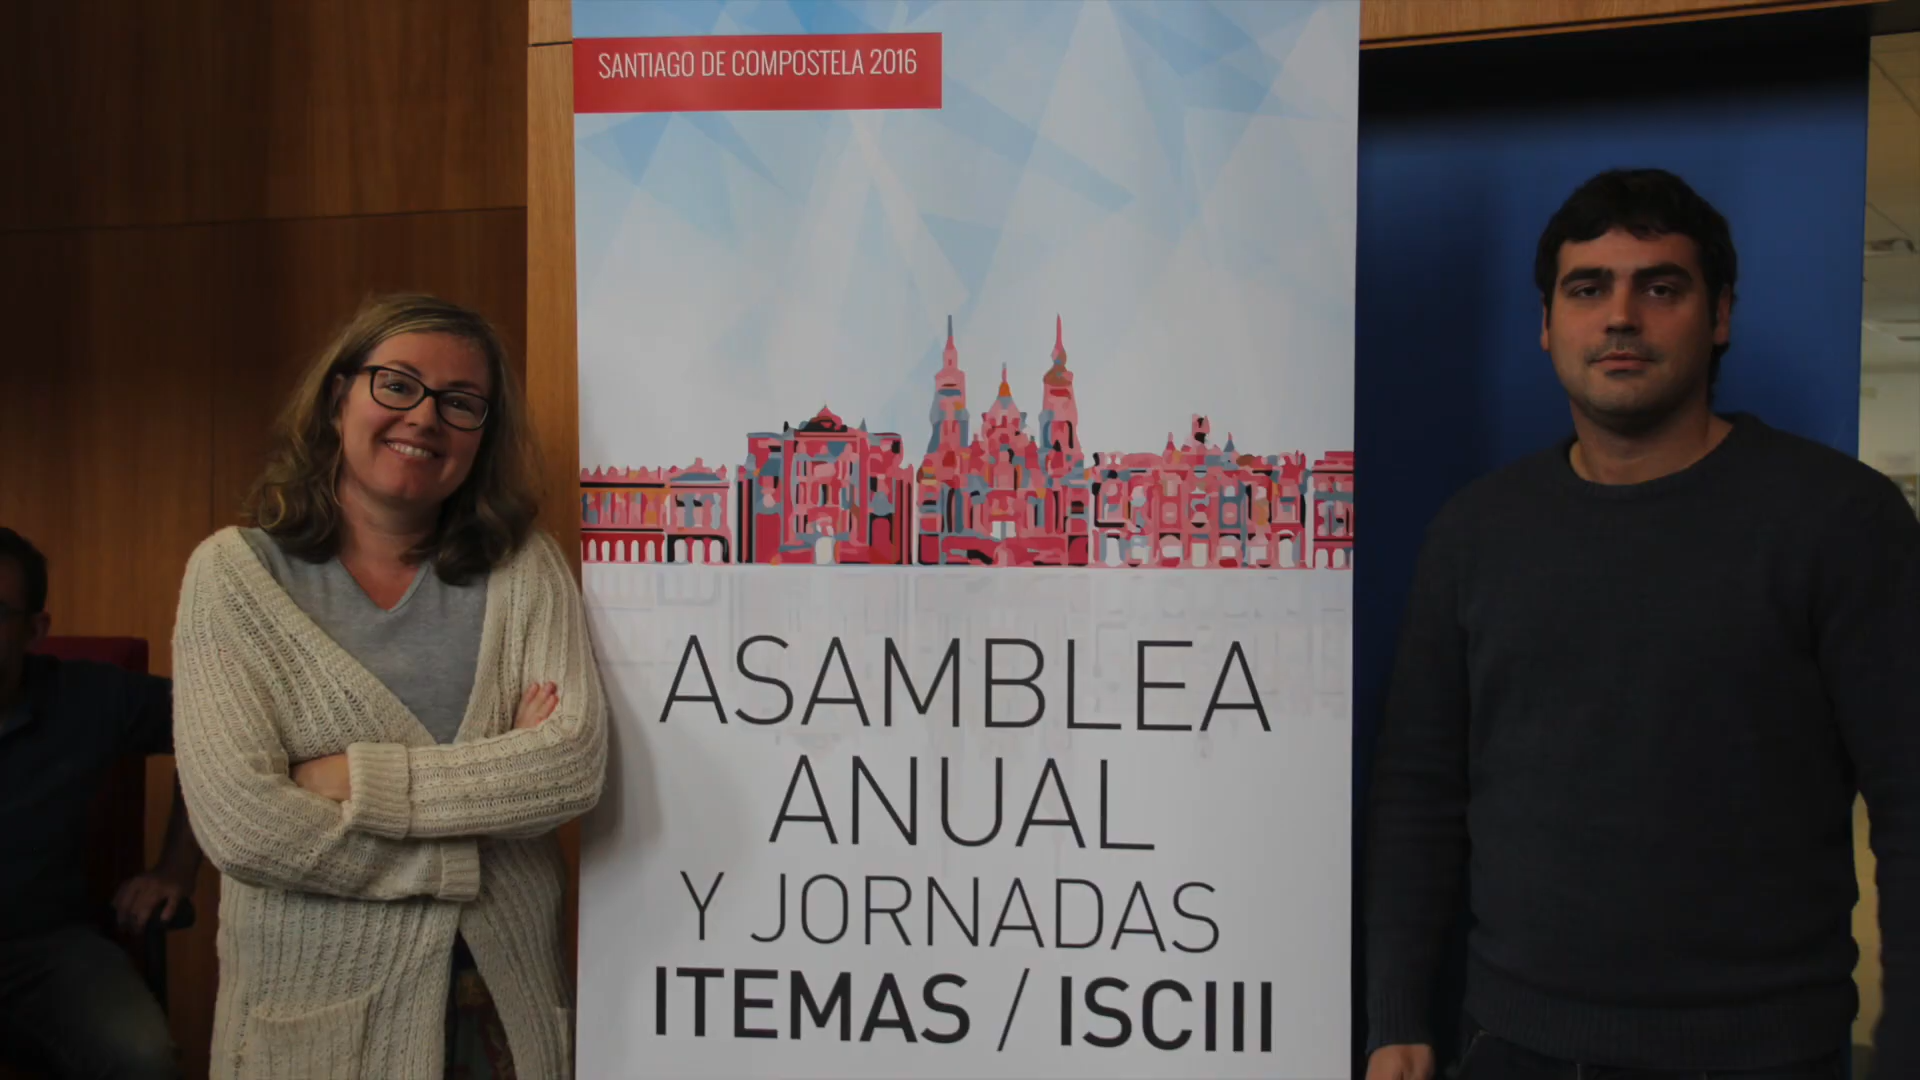 SANTIAGO DE COMPOSTELA 2016
ASAMBLEA
ANUAL
Y JORNADAS
ITEMAS / ISCIII